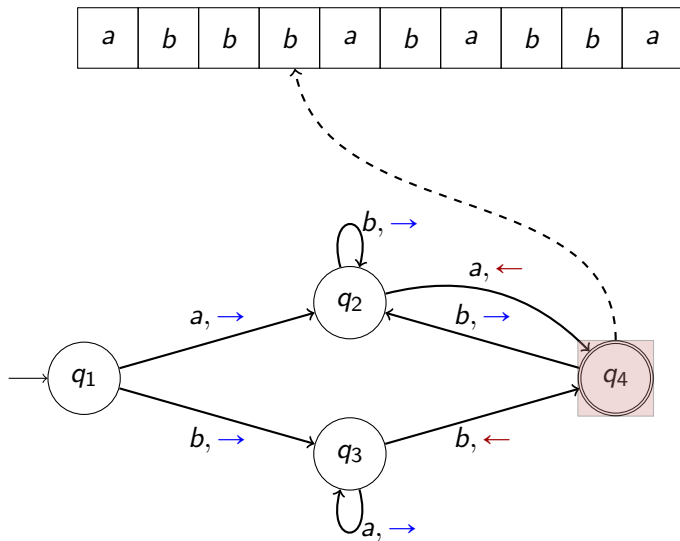 a b b b a b a b b a
b, →
a, ←
q2
a, →
b, →
q1
q4
b, →
b, ←
q3
a, →